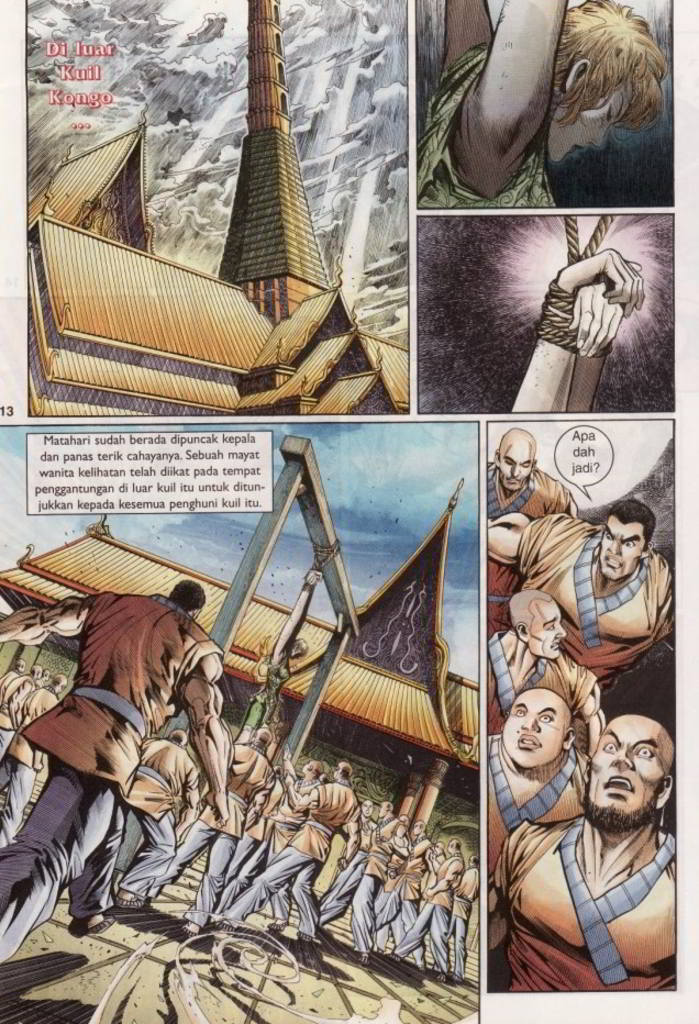 Di luar
Kuil
Kongo
...
13
Matahari sudah berada dipuncak kepala
dan panas terik cahayanya. Sebuah mayat
wanita kelihatan telah diikat pada tempat
penggantungan di luar kuil itu untuk ditun-
jukkan kepada kesemua penghuni kuil itu.
Apa
dah
jadi?